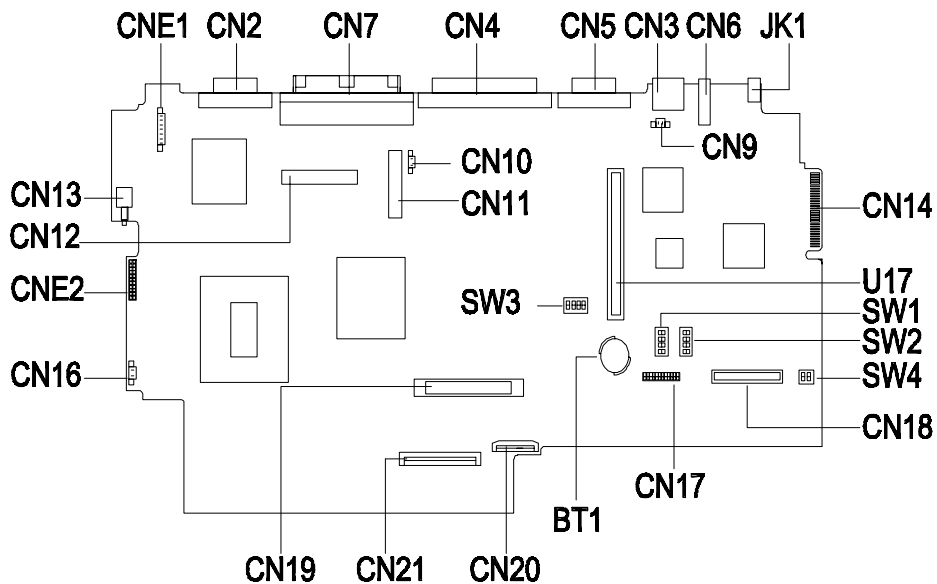 CNE1 CN2 CN7 CN4 CN5 CN3 CN6 JK1
CN9
CN10
CN13
CN11
CN14
CN12
CNE2
U17
SW3
SW1
SW2
CN16
SW4
CN18
CN17
BT1
CN19 CN21 CN20